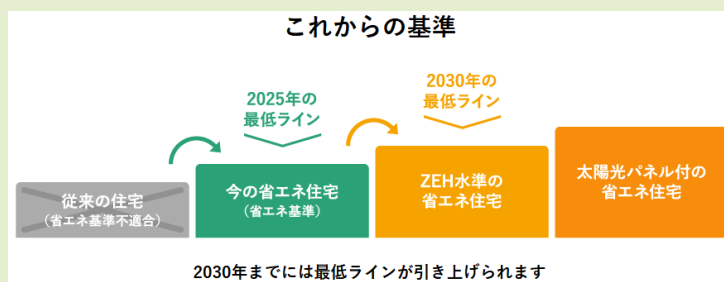 これからの基準
2025年の
最低ライン
2030年の
最低ライン
従来の住宅
(省エネ基準不適合)
今の省エネ住宅
(省エネ基準)
ZEH水準の
省エネ住宅
太陽光パネル付の
省エネ住宅
2030年までには最低ラインが引き上げられます